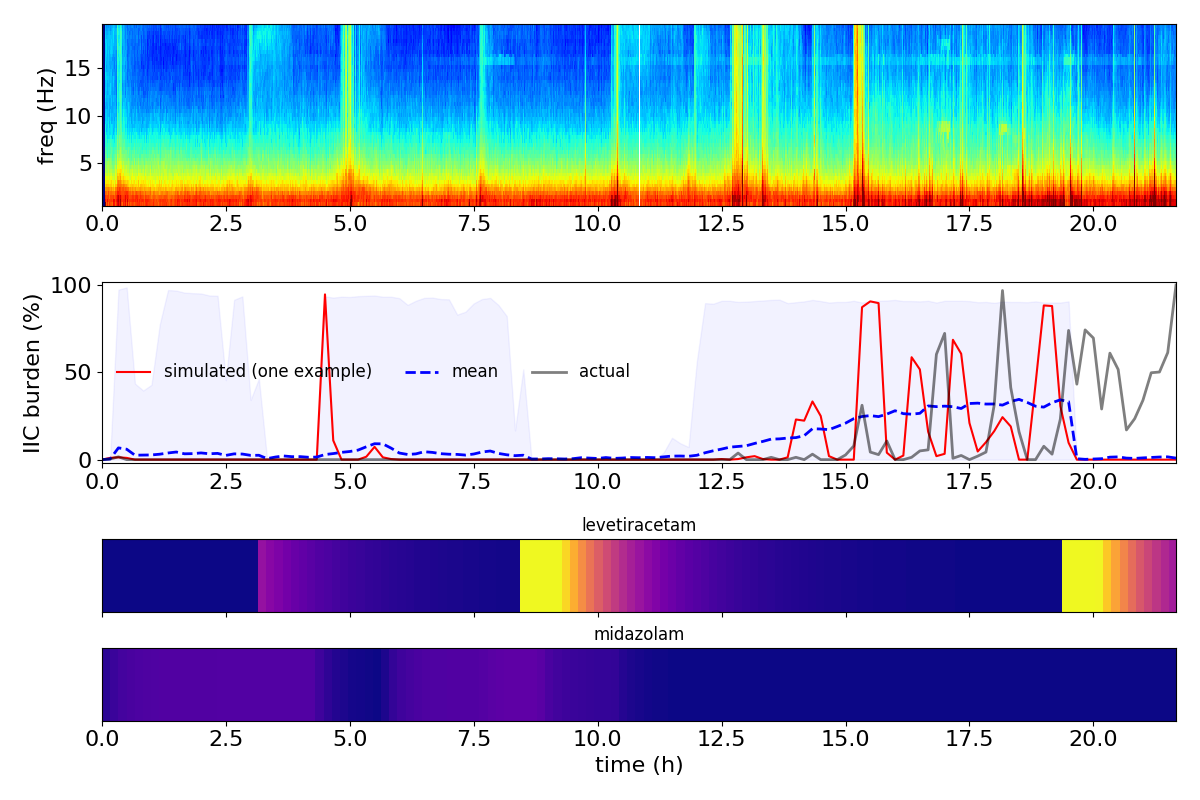 freq (Hz)
15
10
5
0.0 2.5 5.0 7.5 10.0 12.5 15.0 17.5 20.0
IIC burden (%)
100
50
0
simulated (one example) mean actual
0.0 2.5 5.0 7.5 10.0 12.5 15.0 17.5 20.0
levetiracetam
midazolam
0.0 2.5 5.0 7.5 10.0 12.5 15.0 17.5 20.0
time (h)